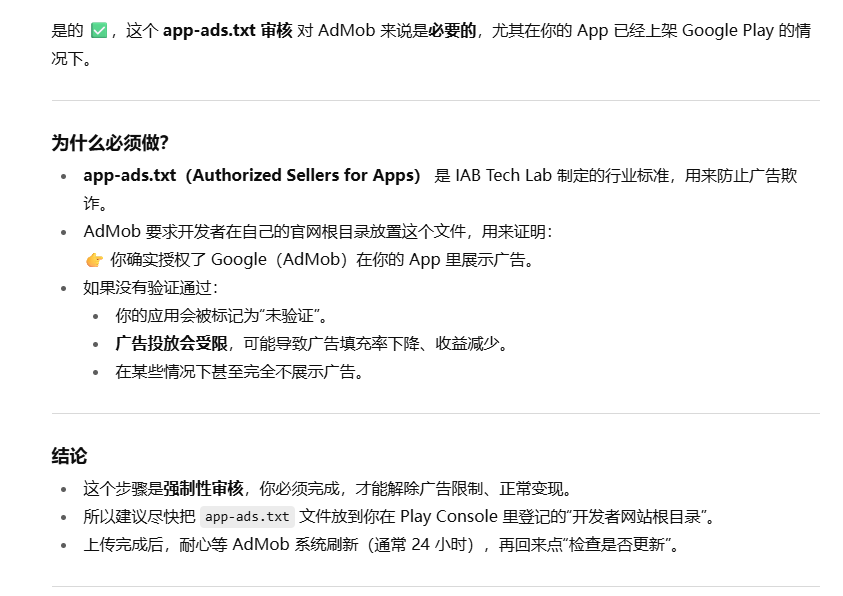 是的 ✅，这个 app-ads.txt 审核 对 AdMob 来说是必要的，尤其在你的 App 已经上架 Google Play 的情
况下。
为什么必须做？
• app-ads.txt（Authorized Sellers for Apps） 是 IAB Tech Lab 制定的行业标准，用来防止广告欺
诈。
• AdMob 要求开发者在自己的官网根目录放置这个文件，用来证明：
👉 你确实授权了 Google（AdMob）在你的 App 里展示广告。
• 如果没有验证通过：
• 你的应用会被标记为“未验证”。
• 广告投放会受限，可能导致广告填充率下降、收益减少。
• 在某些情况下甚至完全不展示广告。
结论
• 这个步骤是强制性审核，你必须完成，才能解除广告限制、正常变现。
• 所以建议尽快把 app-ads.txt 文件放到你在 Play Console 里登记的“开发者网站根目录”。
• 上传完成后，耐心等 AdMob 系统刷新（通常 24 小时），再回来点“检查是否更新”。